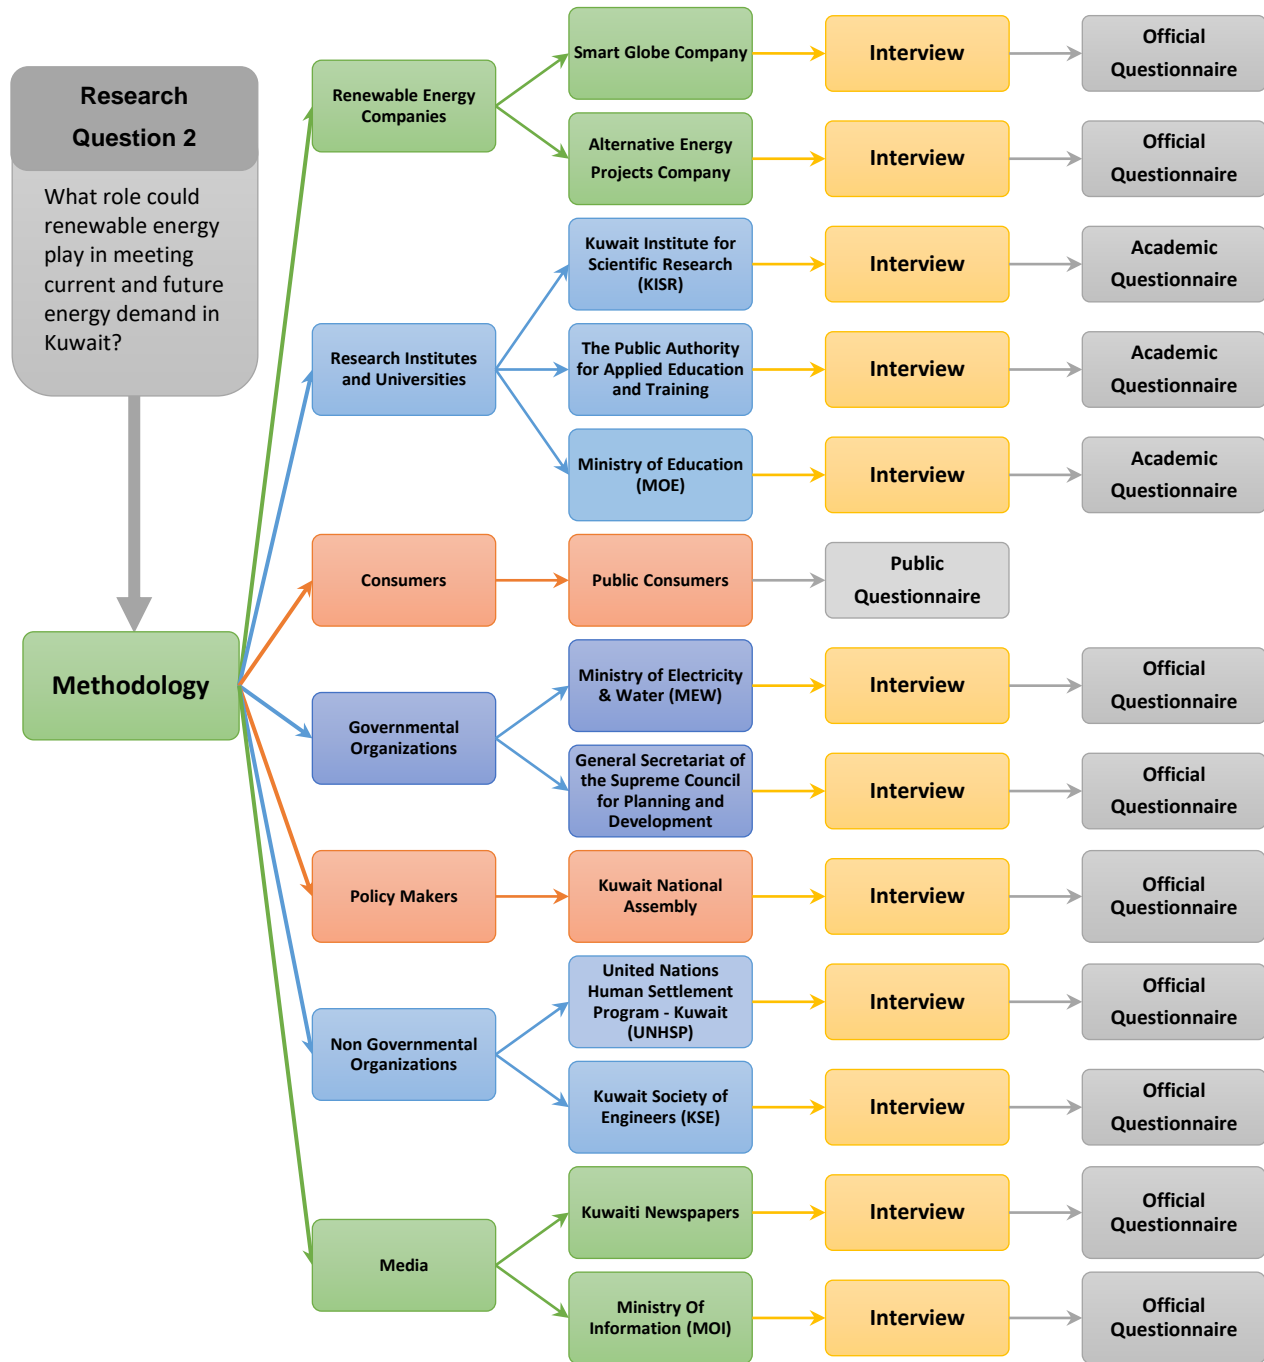 Research
Question 2
What role could
renewable energy
play in meeting
current and future
energy demand in
Kuwait?
Methodology
Renewable Energy
Companies
Smart Globe Company
Interview
Official
Questionnaire
Alternative Energy
Projects Company
Interview
Official
Questionnaire
Research Institutes
and Universities
Kuwait Institute for
Scientific Research
(KISR)
Interview
Academic
Questionnaire
The Public Authority
for Applied Education
and Training
Interview
Academic
Questionnaire
Ministry of Education
(MOE)
Interview
Academic
Questionnaire
Consumers
Public Consumers
Public
Questionnaire
Governmental
Organizations
Ministry of Electricity
& Water (MEW)
Interview
Official
Questionnaire
General Secretariat of
the Supreme Council
for Planning and
Development
Interview
Official
Questionnaire
Policy Makers
Kuwait National
Assembly
Interview
Official
Questionnaire
Non Governmental
Organizations
United Nations
Human Settlement
Program - Kuwait
(UNHSP)
Interview
Official
Questionnaire
Kuwait Society of
Engineers (KSE)
Interview
Official
Questionnaire
Media
Kuwaiti Newspapers
Interview
Official
Questionnaire
Ministry Of
Information (MOI)
Interview
Official
Questionnaire